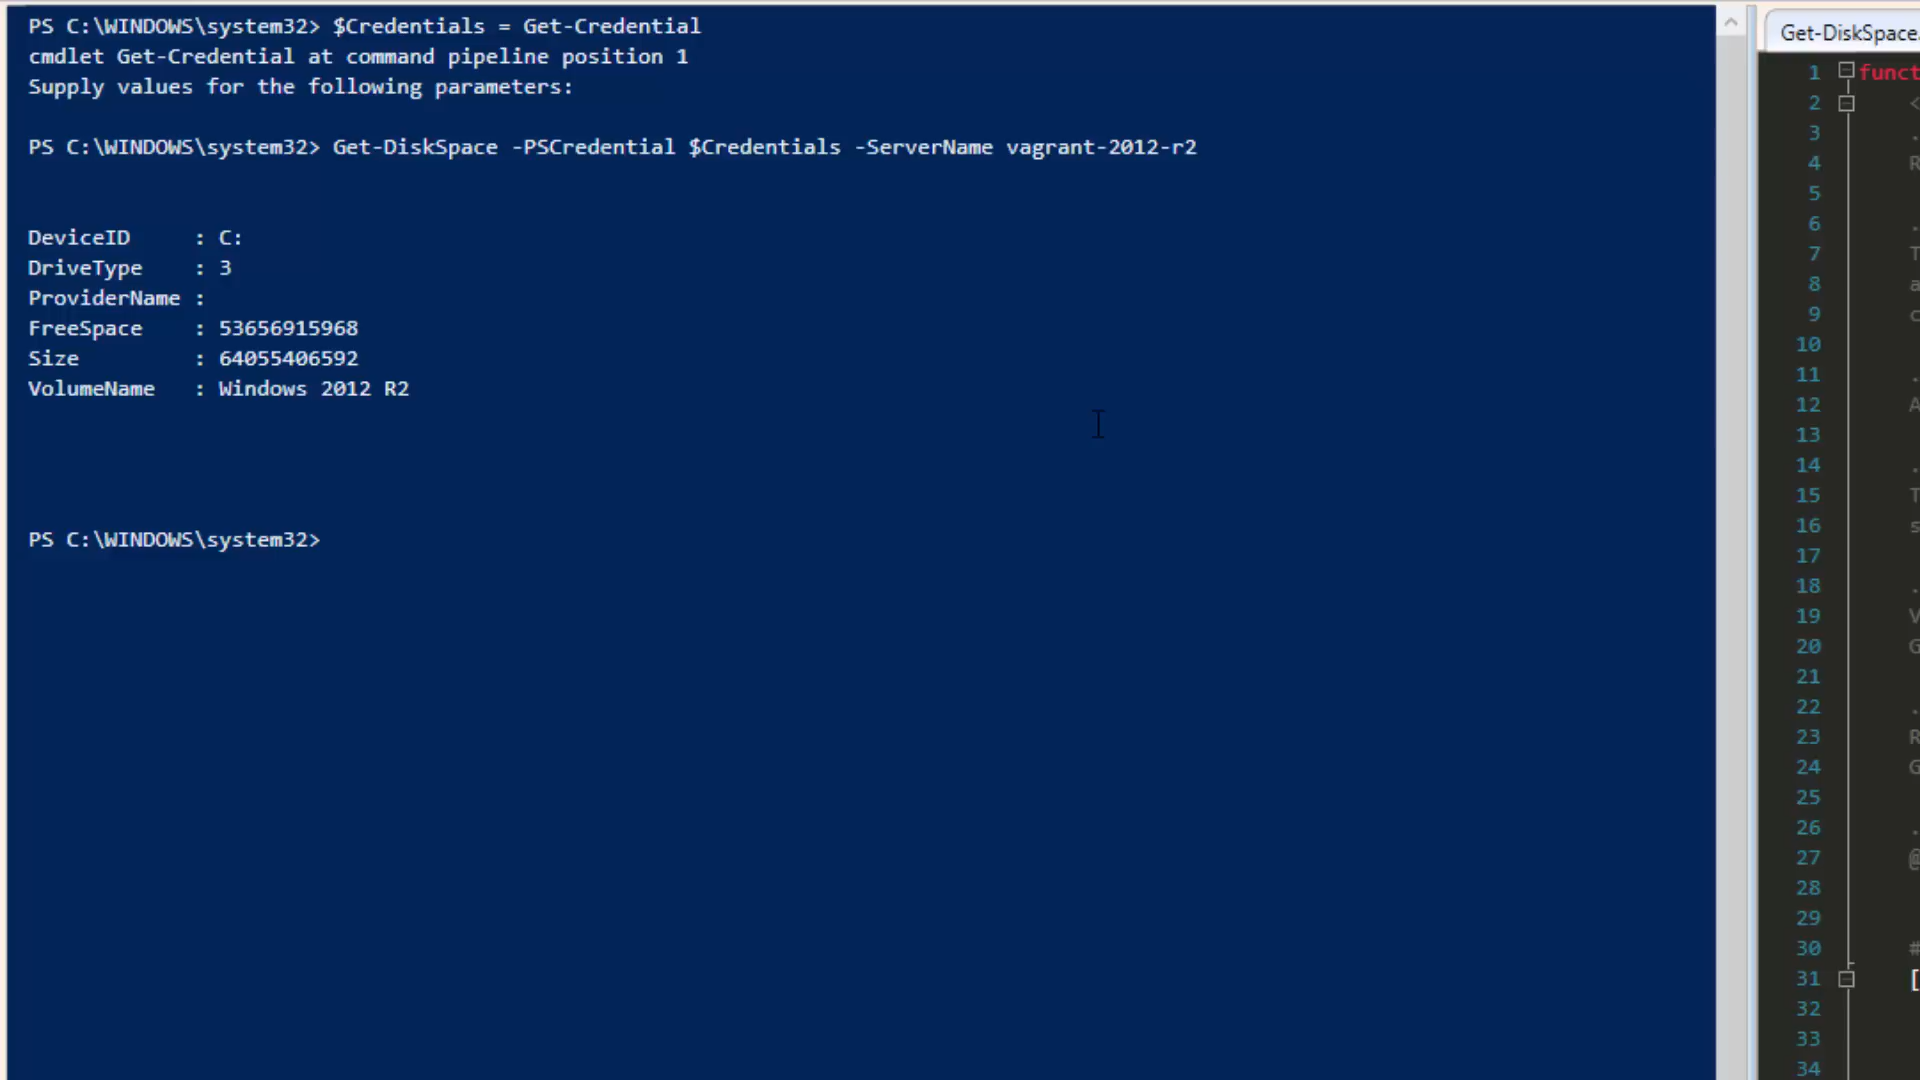 PS C:\WINDOWS\system32> $Credentials = Get-Credential
cmdlet Get-Credential at command pipeline position 1
Supply values for the following parameters:
PS C:\WINDOWS\system32> Get-DiskSpace -PSCredential $Credentials -ServerName vagrant-2012-r2
DeviceID     : C:
DriveType    : 3
ProviderName :
FreeSpace    : 53656915968
Size         : 64055406592
VolumeName   : Windows 2012 R2
PS C:\WINDOWS\system32>
Get-DiskSpace.
1 funct
2 <
3 .
4 R
5
6 .
7 T
8 a
9 c
10
11 .
12 A
13
14 .
15 T
16 s
17
18 .
19 V
20 G
21
22 .
23 R
24 G
25
26 .
27 @
28
29
30 #
31 [
32
33
34